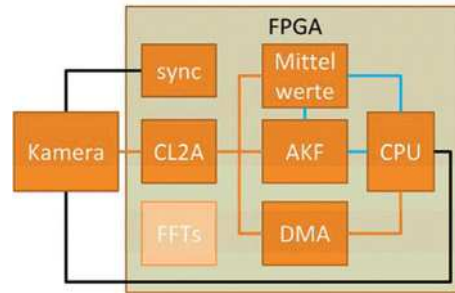 FPGA
sync
Mittel
werte
Kamera
CL2A
AKF
CPU
FFTs
DMA